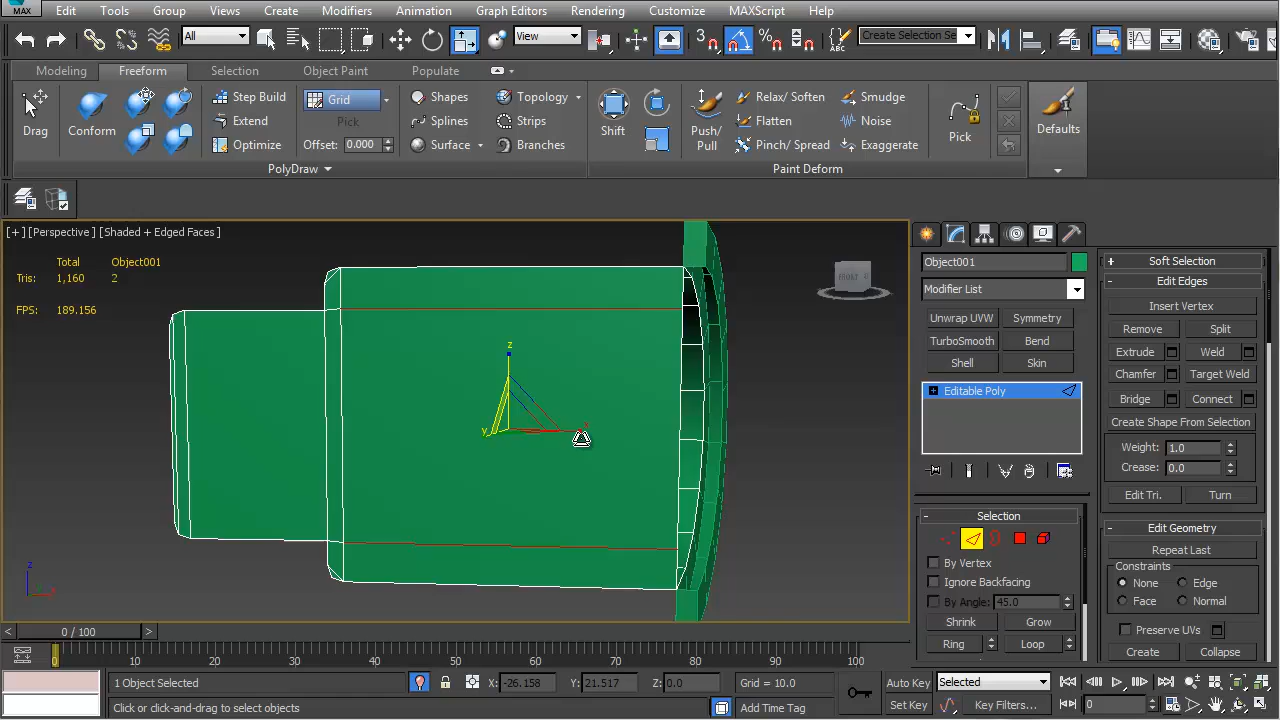 MAX Edit Tools Group Views Create Modifiers Animation Graph Editors Rendering Customize MAXScript Help
All View 3 ABC Create Selection Se
Modeling Freeform Selection Object Paint Populate
Drag Conform Step Build Grid Shapes Topology Shift Push/ Pull Relax/ Soften Smudge Pick Defaults
Extend Pick Splines Strips Flatten Noise
Optimize Offset: 0.000 Surface Branches Pinch/ Spread Exaggerate
PolyDraw Paint Deform
[ + ] [Perspective ] [Shaded + Edged Faces ]
Total Object001
Tris: 1,160 2
FPS: 189.156
FRONT
z
y
x
z
x
Object001
Modifier List
Unwrap UVW Symmetry
TurboSmooth Bend
Shell Skin
Editable Poly
Selection
By Vertex
Ignore Backfacing
By Angle: 45.0
Shrink Grow
Ring Loop
+ Soft Selection
- Edit Edges
Insert Vertex
Remove Split
Extrude Weld
Chamfer Target Weld
Bridge Connect
Create Shape From Selection
Weight: 1.0
Crease: 0.0
Edit Tri. Turn
- Edit Geometry
Repeat Last
Constraints
None Edge
Face Normal
Preserve UVs
Create Collapse
< 0 / 100 >
0 10 20 30 40 50 60 70 80 90 100
1 Object Selected X: -26.158 Y: 21.517 Z: 0.0 Grid = 10.0 Auto Key Selected
Click or click-and-drag to select objects Add Time Tag Set Key Key Filters... 0